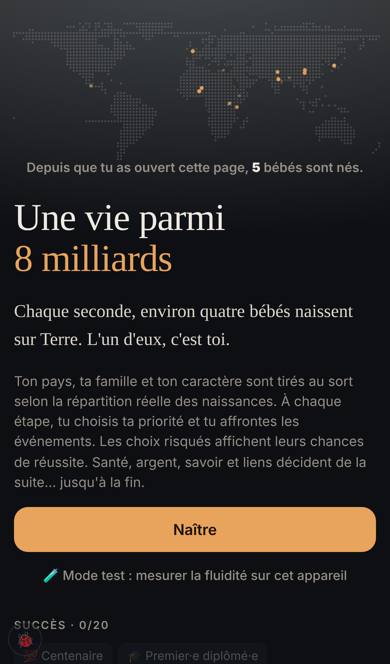 Depuis que tu as ouvert cette page, 5 bébés sont nés.
Une vie parmi
8 milliards
Chaque seconde, environ quatre bébés naissent
sur Terre. L'un d'eux, c'est toi.
Ton pays, ta famille et ton caractère sont tirés au sort
selon la répartition réelle des naissances. À chaque
étape, tu choisis ta priorité et tu affrontes les
événements. Les choix risqués affichent leurs chances
de réussite. Santé, argent, savoir et liens décident de la
suite… jusqu'à la fin.
Naître
🧪 Mode test : mesurer la fluidité sur cet appareil
SUCCÈS · 0/20
Centenaire
Premier·e diplômé·e